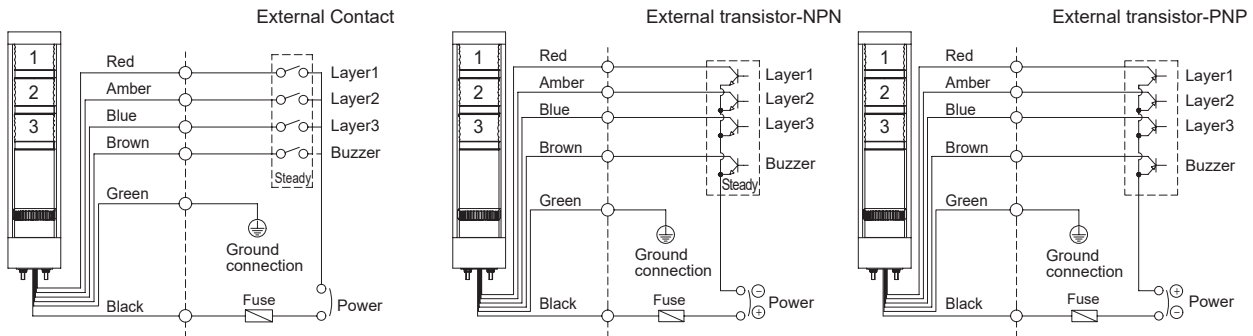 External Contact
1
2
3
Red
Amber
Blue
Brown
Green
Black
Layer1
Layer2
Layer3
Buzzer
Steady
Ground
connection
Fuse
Power
External transistor-NPN
1
2
3
Red
Amber
Blue
Brown
Green
Black
Layer1
Layer2
Layer3
Buzzer
Steady
Ground
connection
Fuse
−
+
Power
External transistor-PNP
1
2
3
Red
Amber
Blue
Brown
Green
Black
Layer1
Layer2
Layer3
Buzzer
Ground
connection
Fuse
+
−
Power